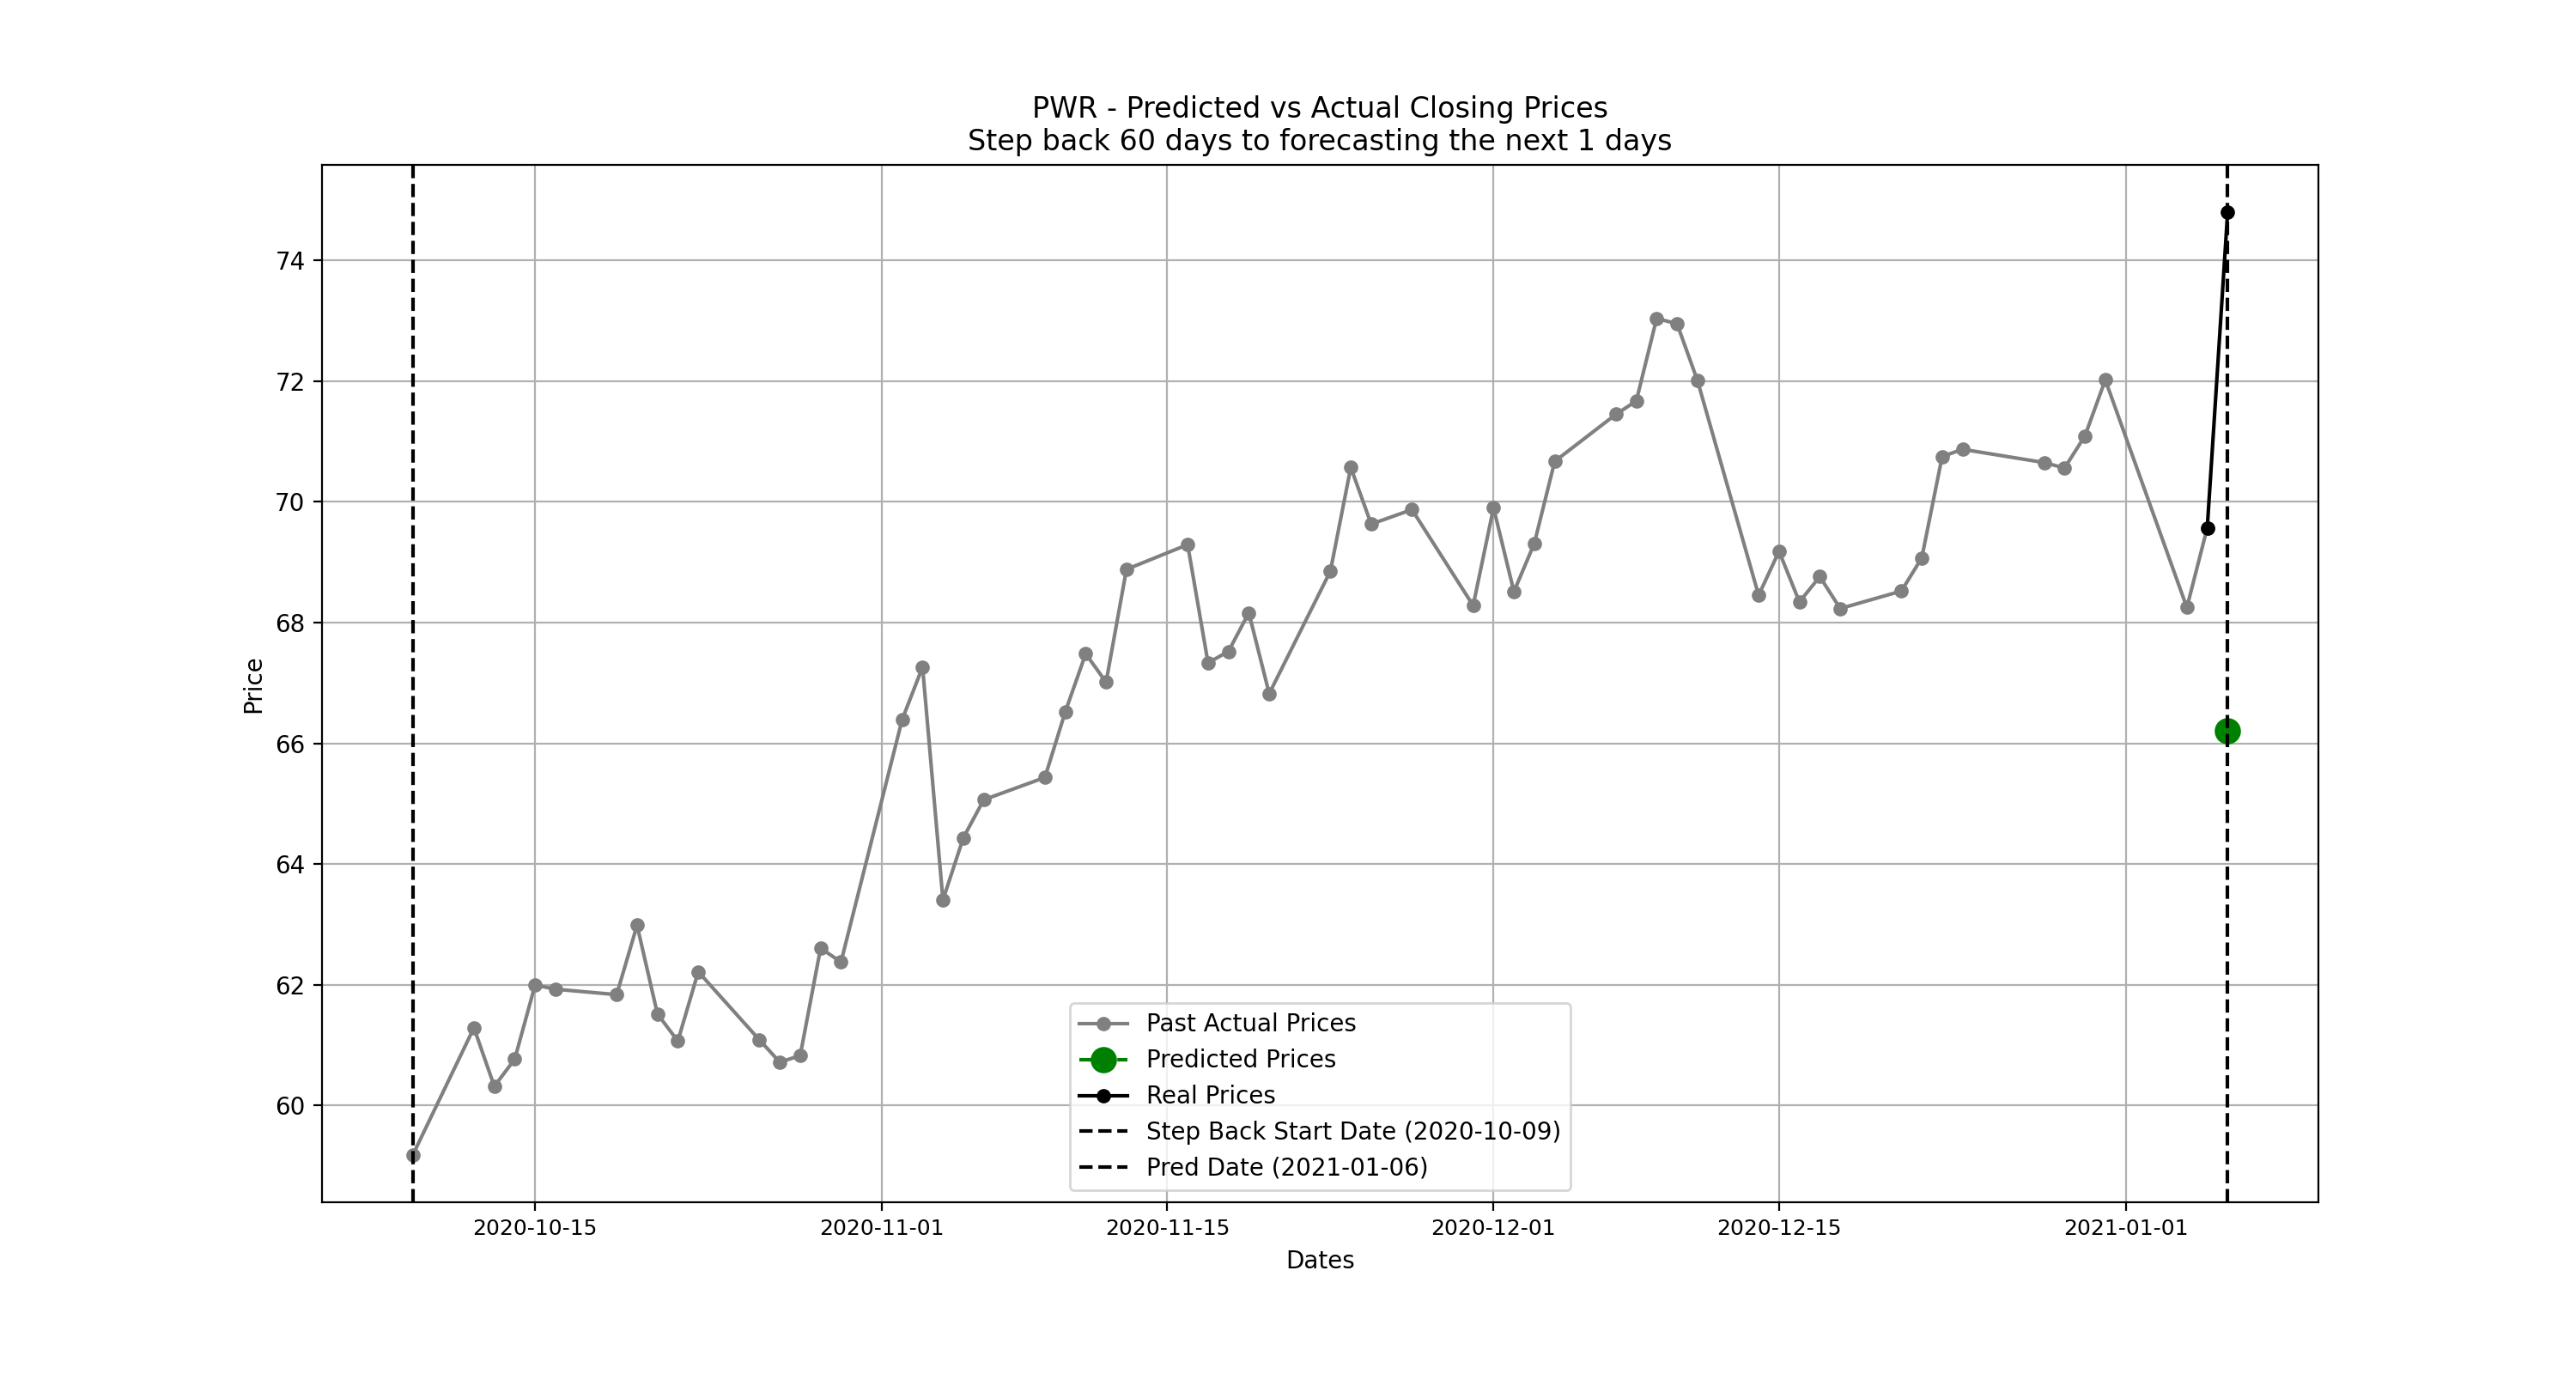 PWR - Predicted vs Actual Closing Prices
Step back 60 days to forecasting the next 1 days
74
72
70
68
66
64
62
60
Price
Past Actual Prices
Predicted Prices
Real Prices
Step Back Start Date (2020-10-09)
Pred Date (2021-01-06)
2020-10-15
2020-11-01
2020-11-15
2020-12-01
2020-12-15
2021-01-01
Dates